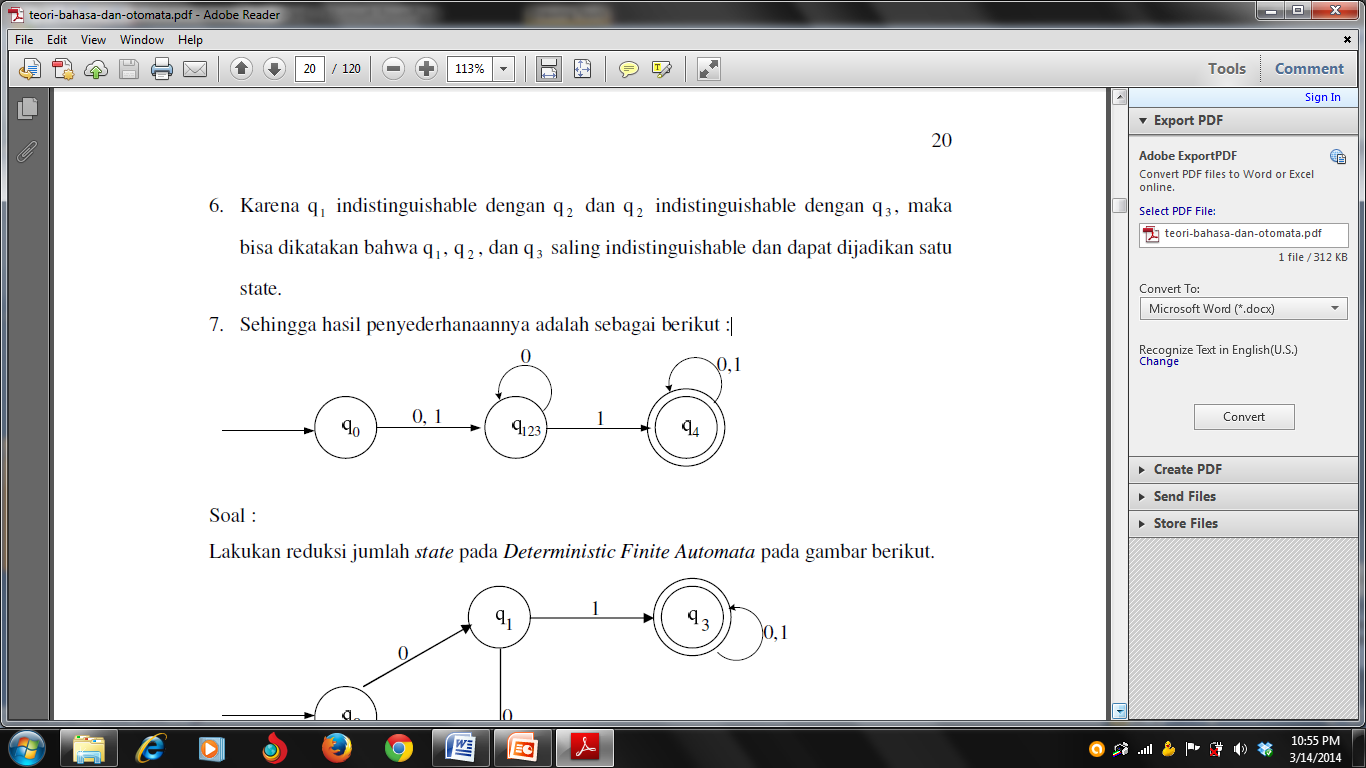 teori-bahasa-dan-otomata.pdf - Adobe Reader
File Edit View Window Help
20 / 120 113% Tools Comment
Sign In
Export PDF
Adobe ExportPDF
Convert PDF files to Word or Excel
online.
Select PDF File:
teori-bahasa-dan-otomata.pdf
1 file / 312 KB
Convert To:
Microsoft Word (*.docx)
Recognize Text in English(U.S.)
Change
Convert
Create PDF
Send Files
Store Files
20
6. Karena q1 indistinguishable dengan q2 dan q2 indistinguishable dengan q3, maka
bisa dikatakan bahwa q1, q2, dan q3 saling indistinguishable dan dapat dijadikan satu
state.
7. Sehingga hasil penyederhanaannya adalah sebagai berikut :
0
0,1
q0 0, 1 q123 1 q4
Soal :
Lakukan reduksi jumlah state pada Deterministic Finite Automata pada gambar berikut.
q1 1 q3 0,1
0
0
10:55 PM
3/14/2014